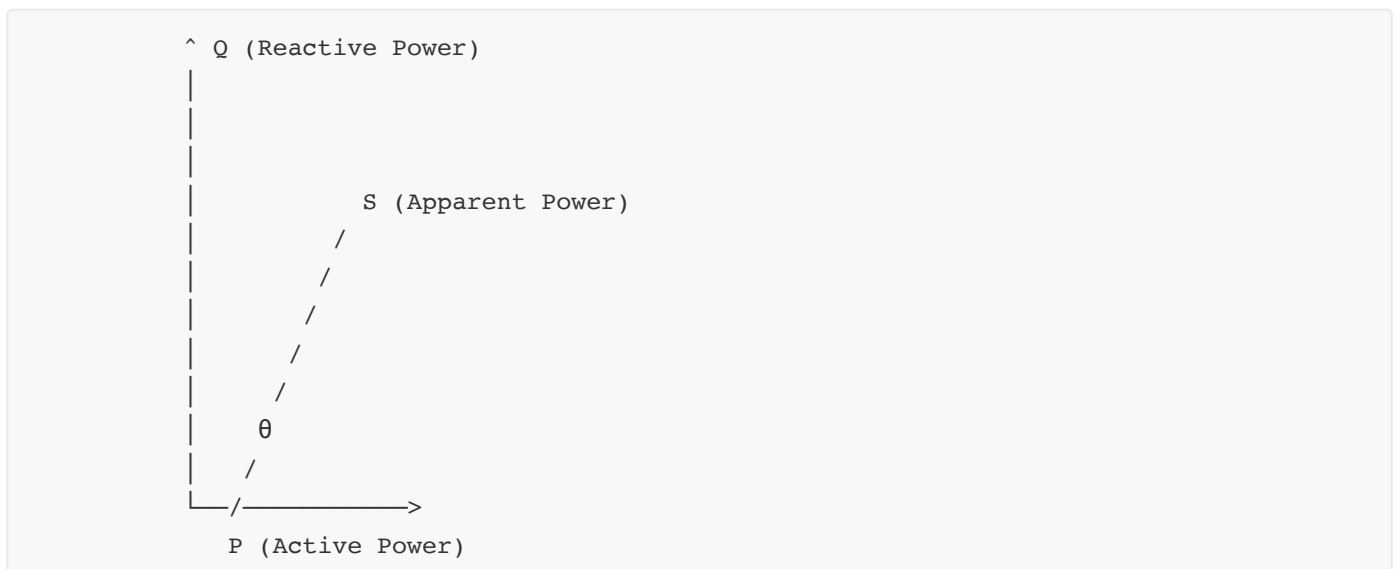 ^ Q (Reactive Power)
|
|
|
| S (Apparent Power)
| /
| /
| /
| /
| /
| θ
| /
└──/───────────>
P (Active Power)